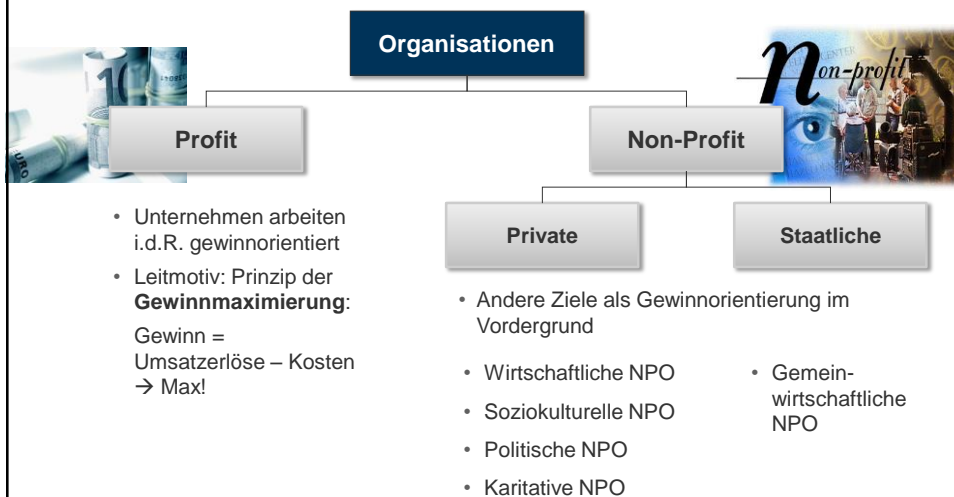 Organisationen
non-profit
Profit
Non-Profit
• Unternehmen arbeiten
i.d.R. gewinnorientiert
• Leitmotiv: Prinzip der
Gewinnmaximierung:
Gewinn =
Umsatzerlöse – Kosten
→ Max!
Private
Staatliche
• Andere Ziele als Gewinnorientierung im
Vordergrund
• Wirtschaftliche NPO
• Soziokulturelle NPO
• Politische NPO
• Karitative NPO
• Gemein-
wirtschaftliche
NPO